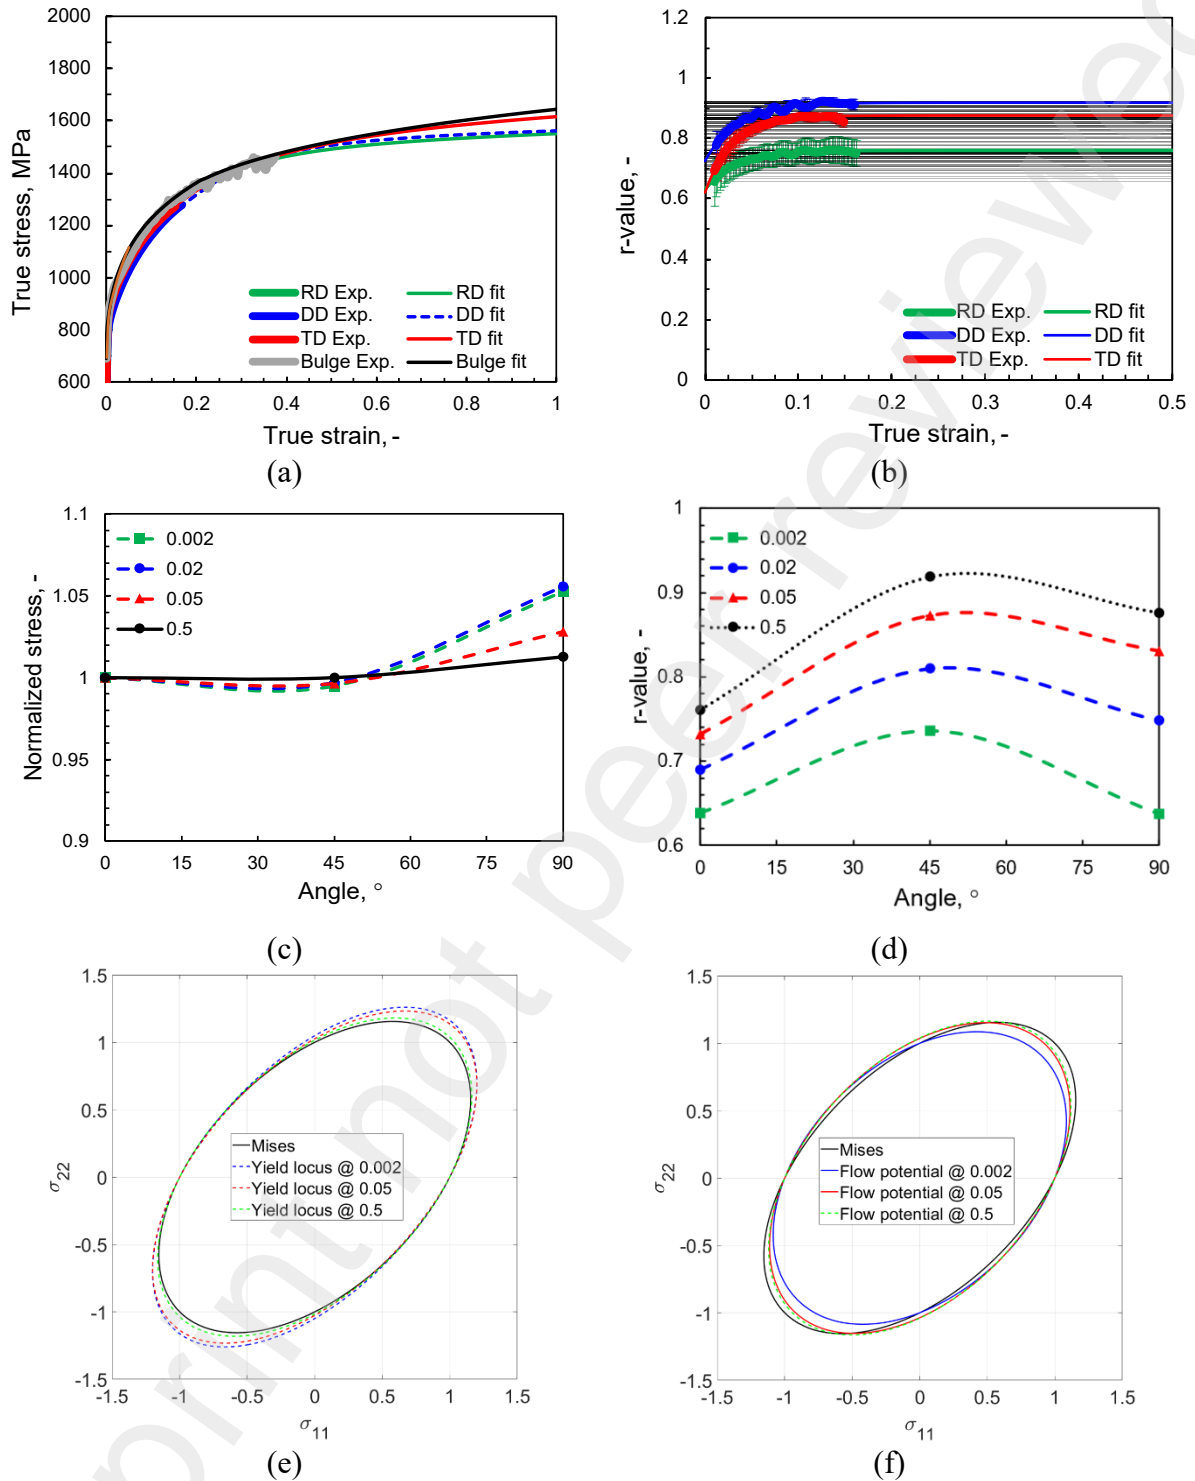 (a)
True stress, MPa
2000
1800
1600
1400
1200
1000
800
600
0
0.2
0.4
0.6
0.8
1
True strain, -
RD Exp.
RD fit
DD Exp.
DD fit
TD Exp.
TD fit
Bulge Exp.
Bulge fit
(a)
(b)
r-value, -
1.2
1
0.8
0.6
0.4
0.2
0
0
0.1
0.2
0.3
0.4
0.5
True strain, -
RD Exp.
RD fit
DD Exp.
DD fit
TD Exp.
TD fit
(b)
Normalized stress, -
1.1
1.05
1
0.95
0.9
0
15
30
45
60
75
90
Angle, °
0.002
0.02
0.05
0.5
(c)
r-value, -
1
0.9
0.8
0.7
0.6
0
15
30
45
60
75
90
Angle, °
0.002
0.02
0.05
0.5
(d)
σ22
1.5
1
0.5
0
-0.5
-1
-1.5
-1.5
-1
-0.5
0
0.5
1
1.5
σ11
Mises
Yield locus @ 0.002
Yield locus @ 0.05
Yield locus @ 0.5
(e)
σ22
1.5
1
0.5
0
-0.5
-1
-1.5
-1.5
-1
-0.5
0
0.5
1
1.5
σ11
Mises
Flow potential @ 0.002
Flow potential @ 0.05
Flow potential @ 0.5
(f)
print not peer reviewed